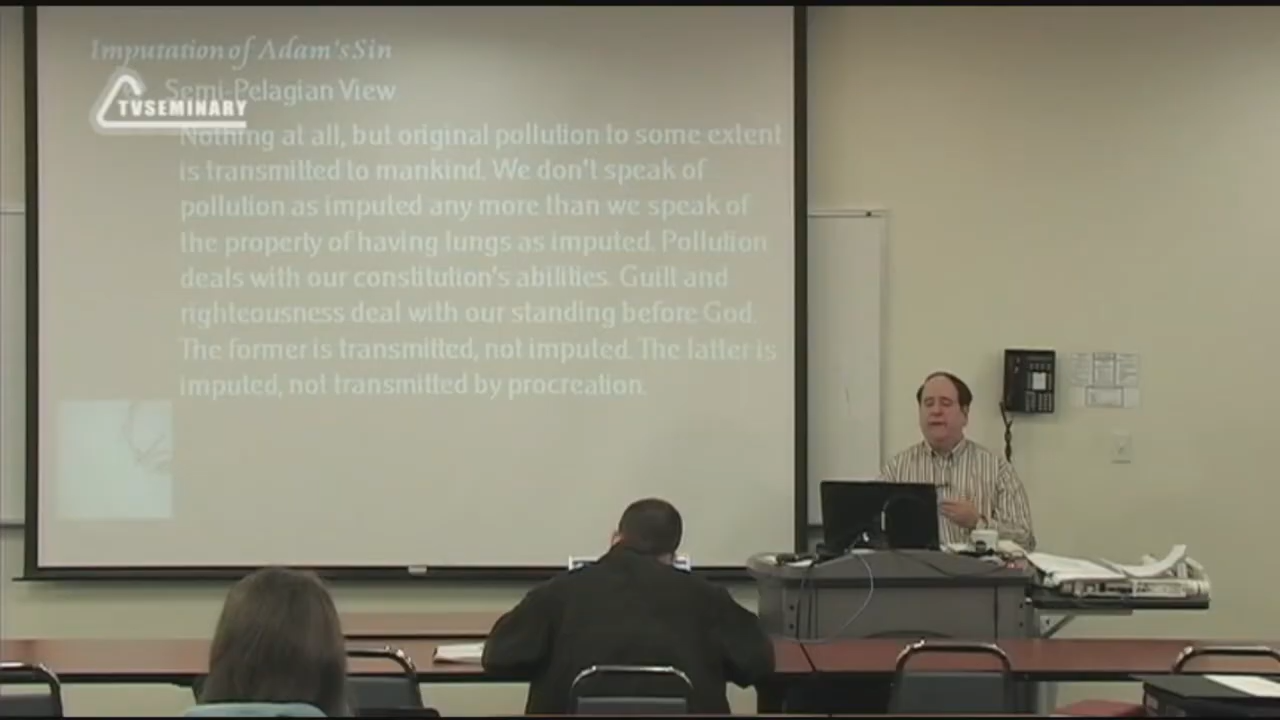 Imputation of Adam's Sin
Semi-Pelagian View
TVSEMINARY
Nothing at all, but original pollution to some extent
is transmitted to mankind. We don't speak of
pollution as imputed any more than we speak of
the property of having lungs as imputed. Pollution
deals with our constitution's abilities. Guilt and
righteousness deal with our standing before God.
The former is transmitted, not imputed. The latter is
imputed, not transmitted by procreation.